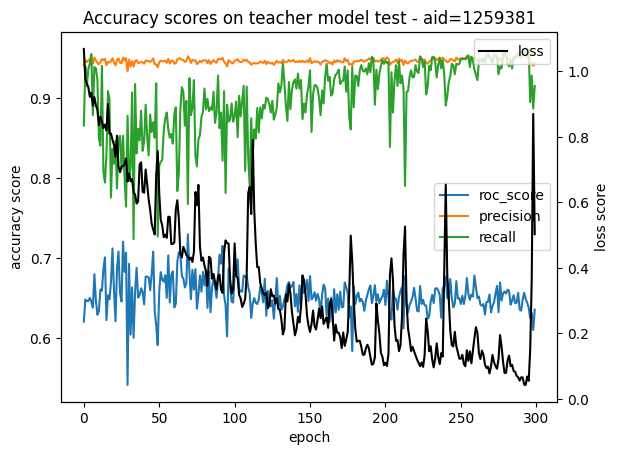 Accuracy scores on teacher model test - aid=1259381
loss
roc_score
precision
recall
accuracy score
0.9
0.8
0.7
0.6
loss score
1.0
0.8
0.6
0.4
0.2
0.0
0 50 100 150 200 250 300
epoch